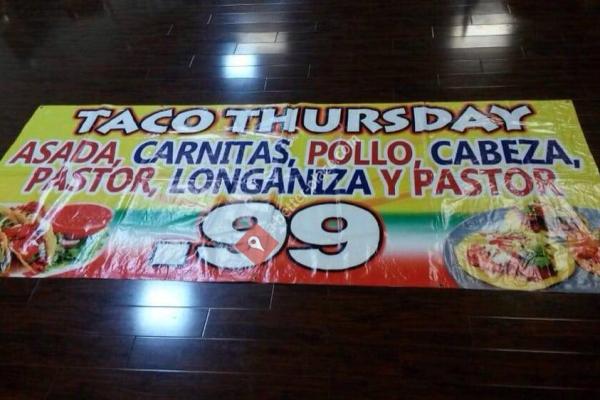 TACO THURSDAY
ASADA, CARNITAS, POLLO, CABEZA,
PASTOR, LONGANIZA Y PASTOR
.99